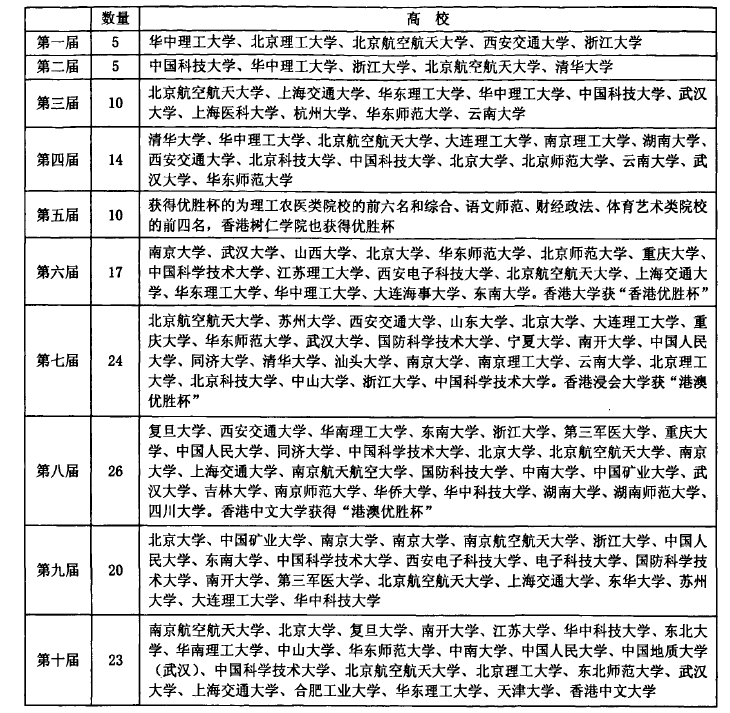 数量 高 校
第一届 5 华中理工大学、北京理工大学、北京航空航天大学、西安交通大学、浙江大学
第二届 5 中国科技大学、华中理工大学、浙江大学、北京航空航天大学、清华大学
第三届 10 北京航空航天大学、上海交通大学、华东理工大学、华中理工大学、中国科技大学、武汉
大学、上海医科大学、杭州大学、华东师范大学、云南大学
第四届 14 清华大学、华中理工大学、北京航空航天大学、大连理工大学、南京理工大学、湖南大学、
西安交通大学、北京科技大学、中国科技大学、北京大学、北京师范大学、云南大学、武
汉大学、华东师范大学
第五届 10 获得优胜杯的为理工农医类院校的前六名和综合、语文师范、财经政法、体育艺术类院校
的前四名，香港树仁学院也获得优胜杯
第六届 17 南京大学、武汉大学、山西大学、北京大学、华东师范大学、北京师范大学、重庆大学、
中国科学技术大学、江苏理工大学、西安电子科技大学、北京航空航天大学、上海交通大
学、华东理工大学、华中理工大学、大连海事大学、东南大学。香港大学获“香港优胜杯”
第七届 24 北京航空航天大学、苏州大学、西安交通大学、山东大学、北京大学、大连理工大学、重
庆大学、华东师范大学、武汉大学、国防科学技术大学、宁夏大学、南开大学、中国人民
大学、同济大学、清华大学、汕头大学、南京大学、南京理工大学、云南大学、北京理工
大学、北京科技大学、中山大学、浙江大学、中国科学技术大学。香港浸会大学获“港澳
优胜杯”
第八届 26 复旦大学、西安交通大学、华南理工大学、东南大学、浙江大学、第三军医大学、重庆大
学、中国人民大学、同济大学、中国科学技术大学、北京大学、北京航空航天大学、南京
大学、上海交通大学、南京航天航空大学、国防科技大学、中南大学、中国矿业大学、武
汉大学、吉林大学、南京师范大学、华侨大学、华中科技大学、湖南大学、湖南师范大学、
四川大学。香港中文大学获得“港澳优胜杯”
第九届 20 北京大学、中国矿业大学、南京大学、南京大学、南京航空航天大学、浙江大学、中国人
民大学、东南大学、中国科学技术大学、西安电子科技大学、电子科技大学、国防科学技
术大学、南开大学、第三军医大学、北京航空航天大学、上海交通大学、东华大学、苏州
大学、大连理工大学、华中科技大学
第十届 23 南京航空航天大学、北京大学、复旦大学、南开大学、江苏大学、华中科技大学、东北大
学、华南理工大学、中山大学、华东师范大学、中南大学、中国人民大学、中国地质大学
（武汉）、中国科学技术大学、北京航空航天大学、北京理工大学、东北师范大学、武汉
大学、上海交通大学、合肥工业大学、华东理工大学、天津大学、香港中文大学